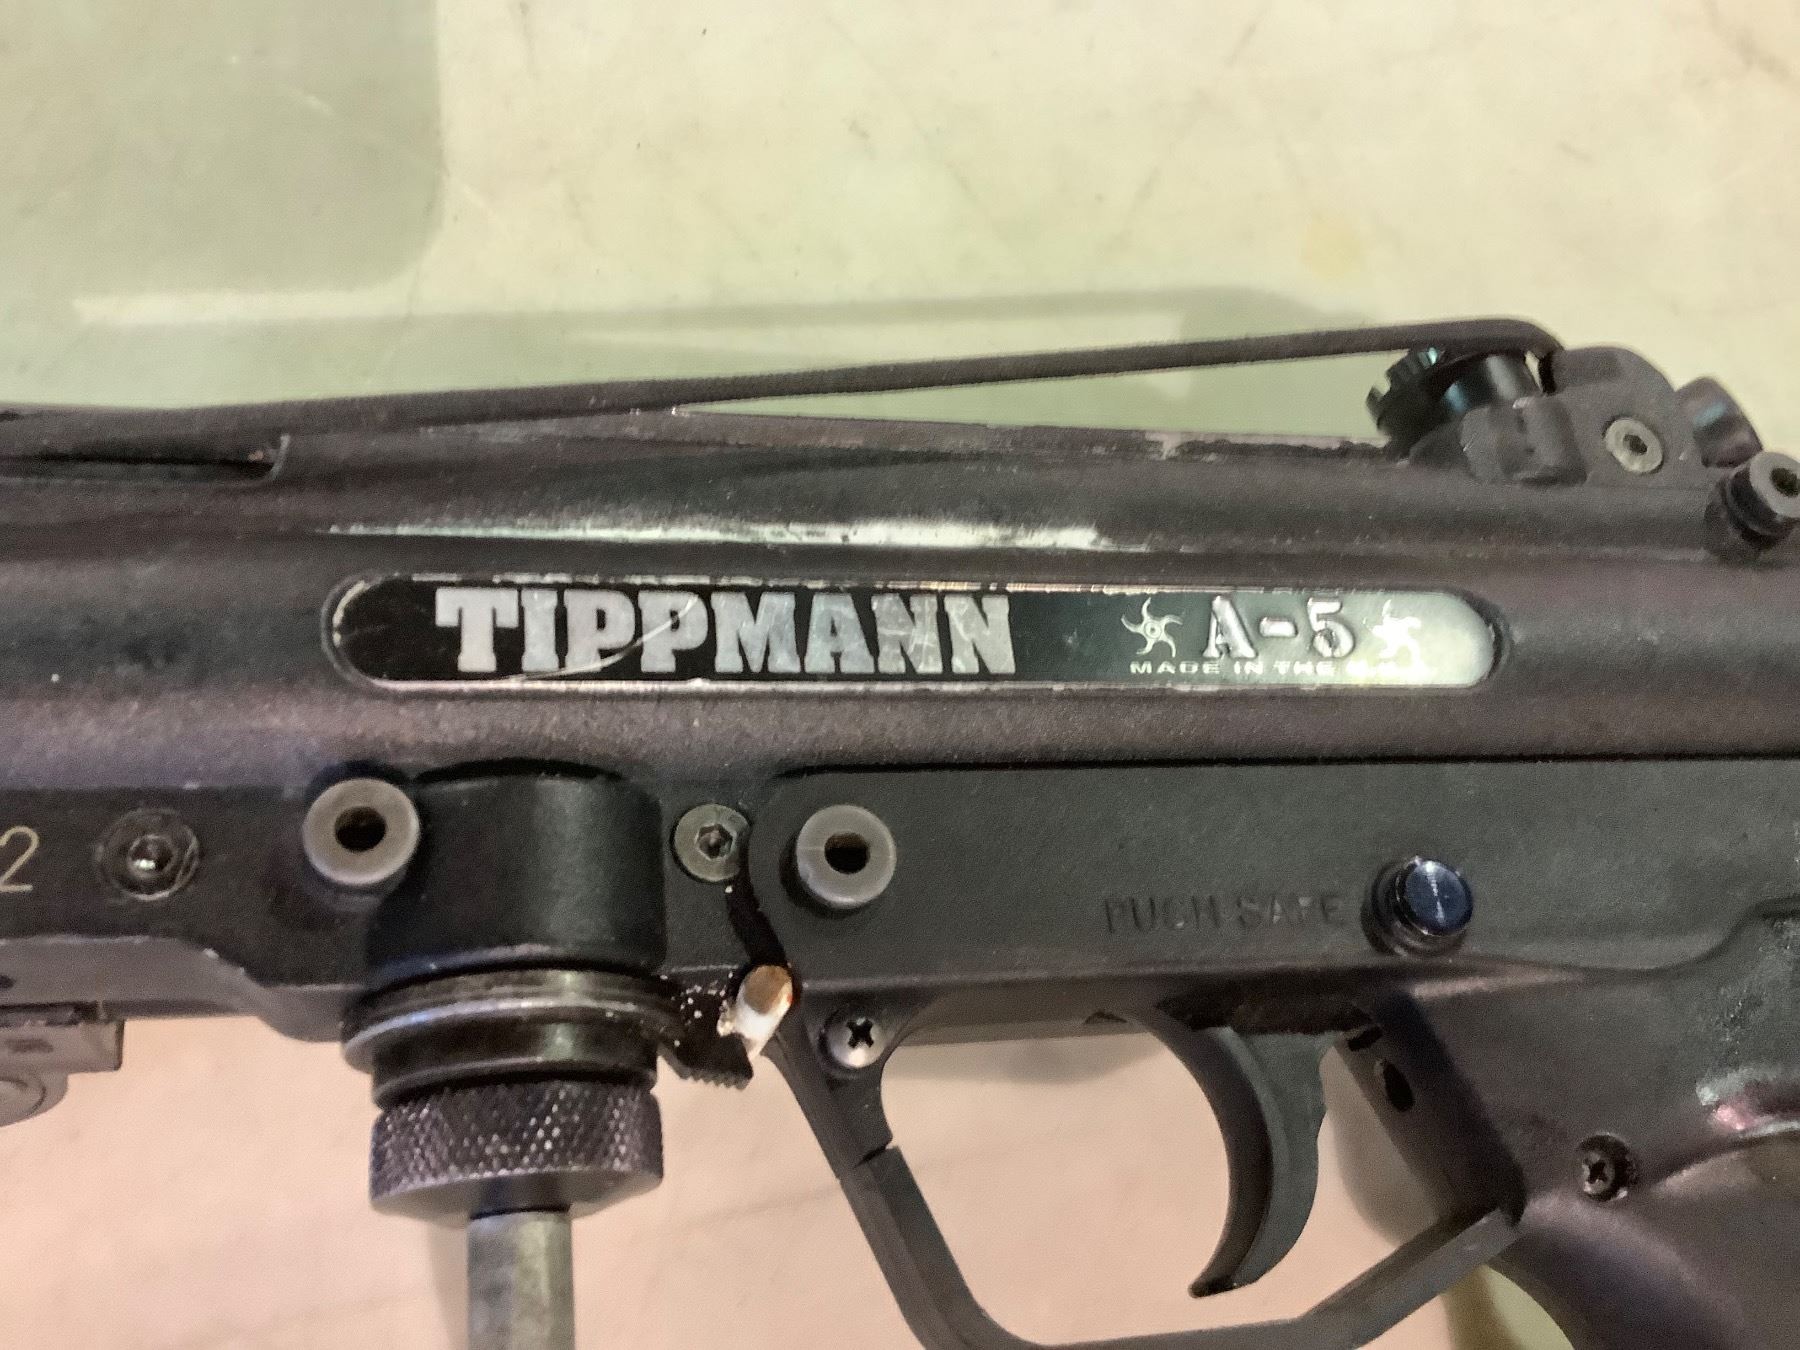 TIPPMANN A-5
MADE IN THE U.S.A.
2
PUSH SAFE